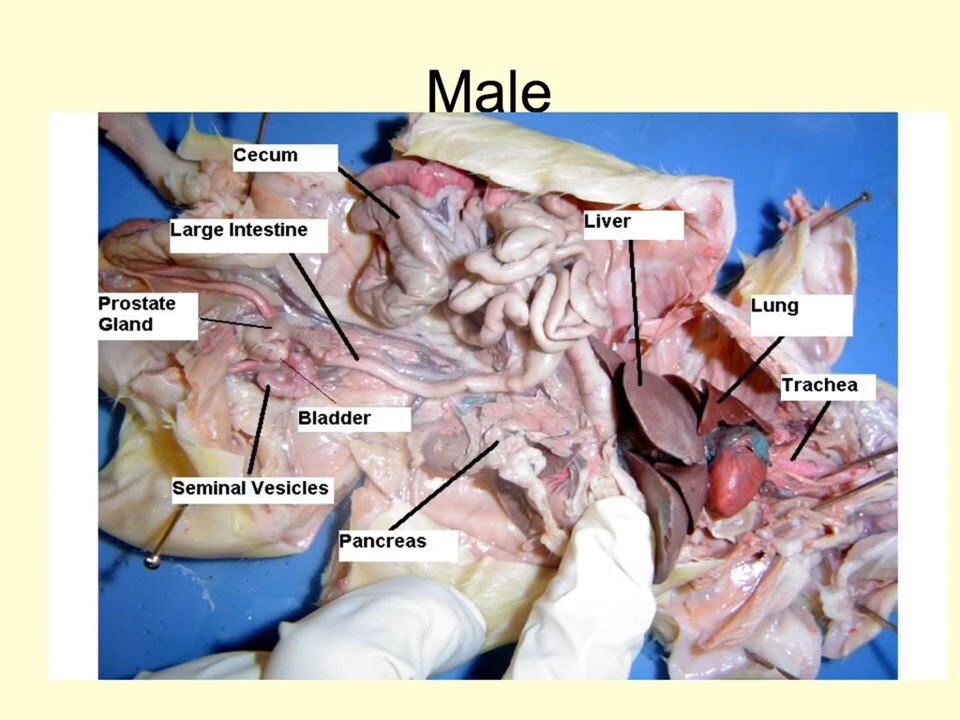 Male
Cecum
Large Intestine
Liver
Prostate
Gland
Lung
Trachea
Bladder
Seminal Vesicles
Pancreas